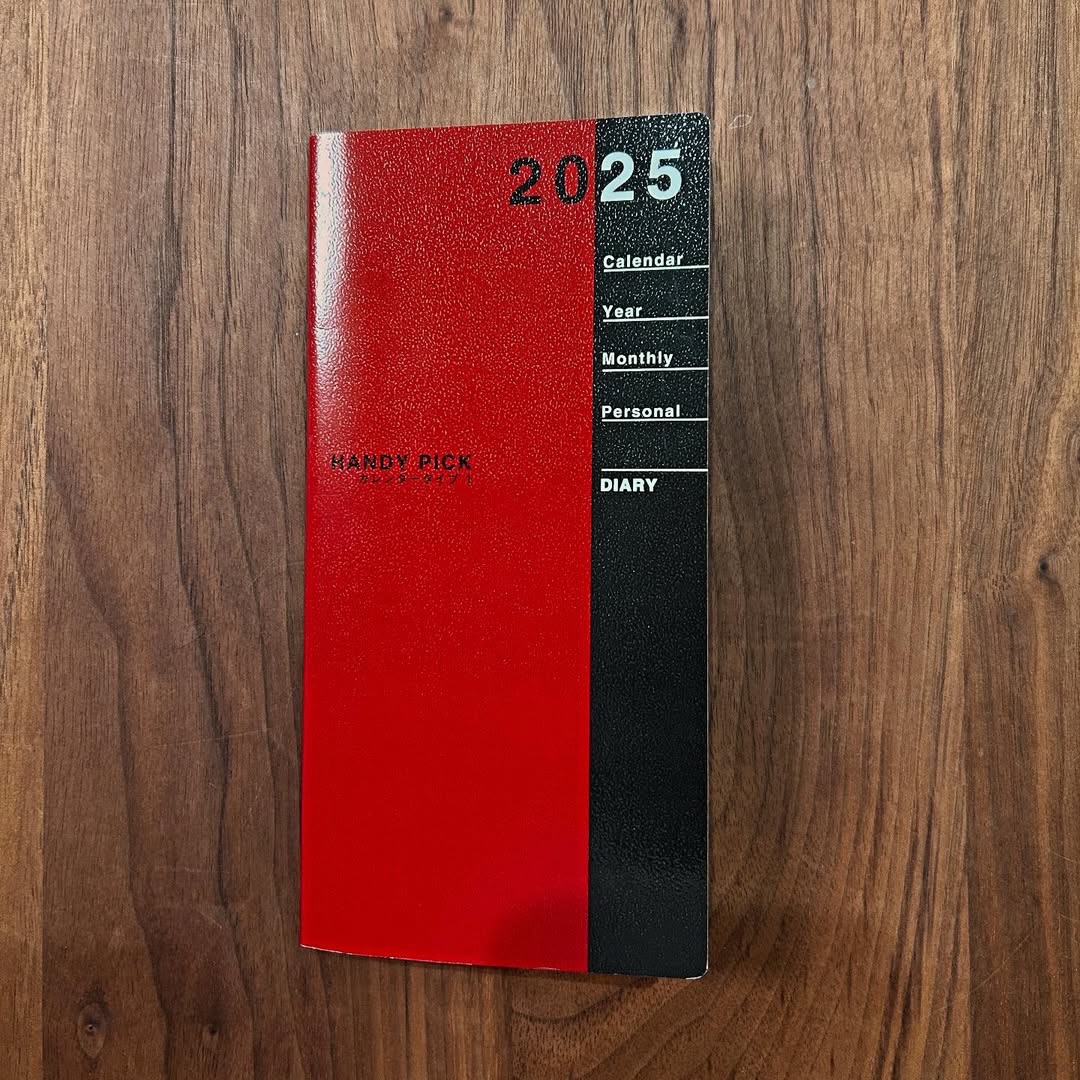 2025
Calendar
Year
Monthly
Personal
HANDY PICK
カレンダータイプ 1
DIARY